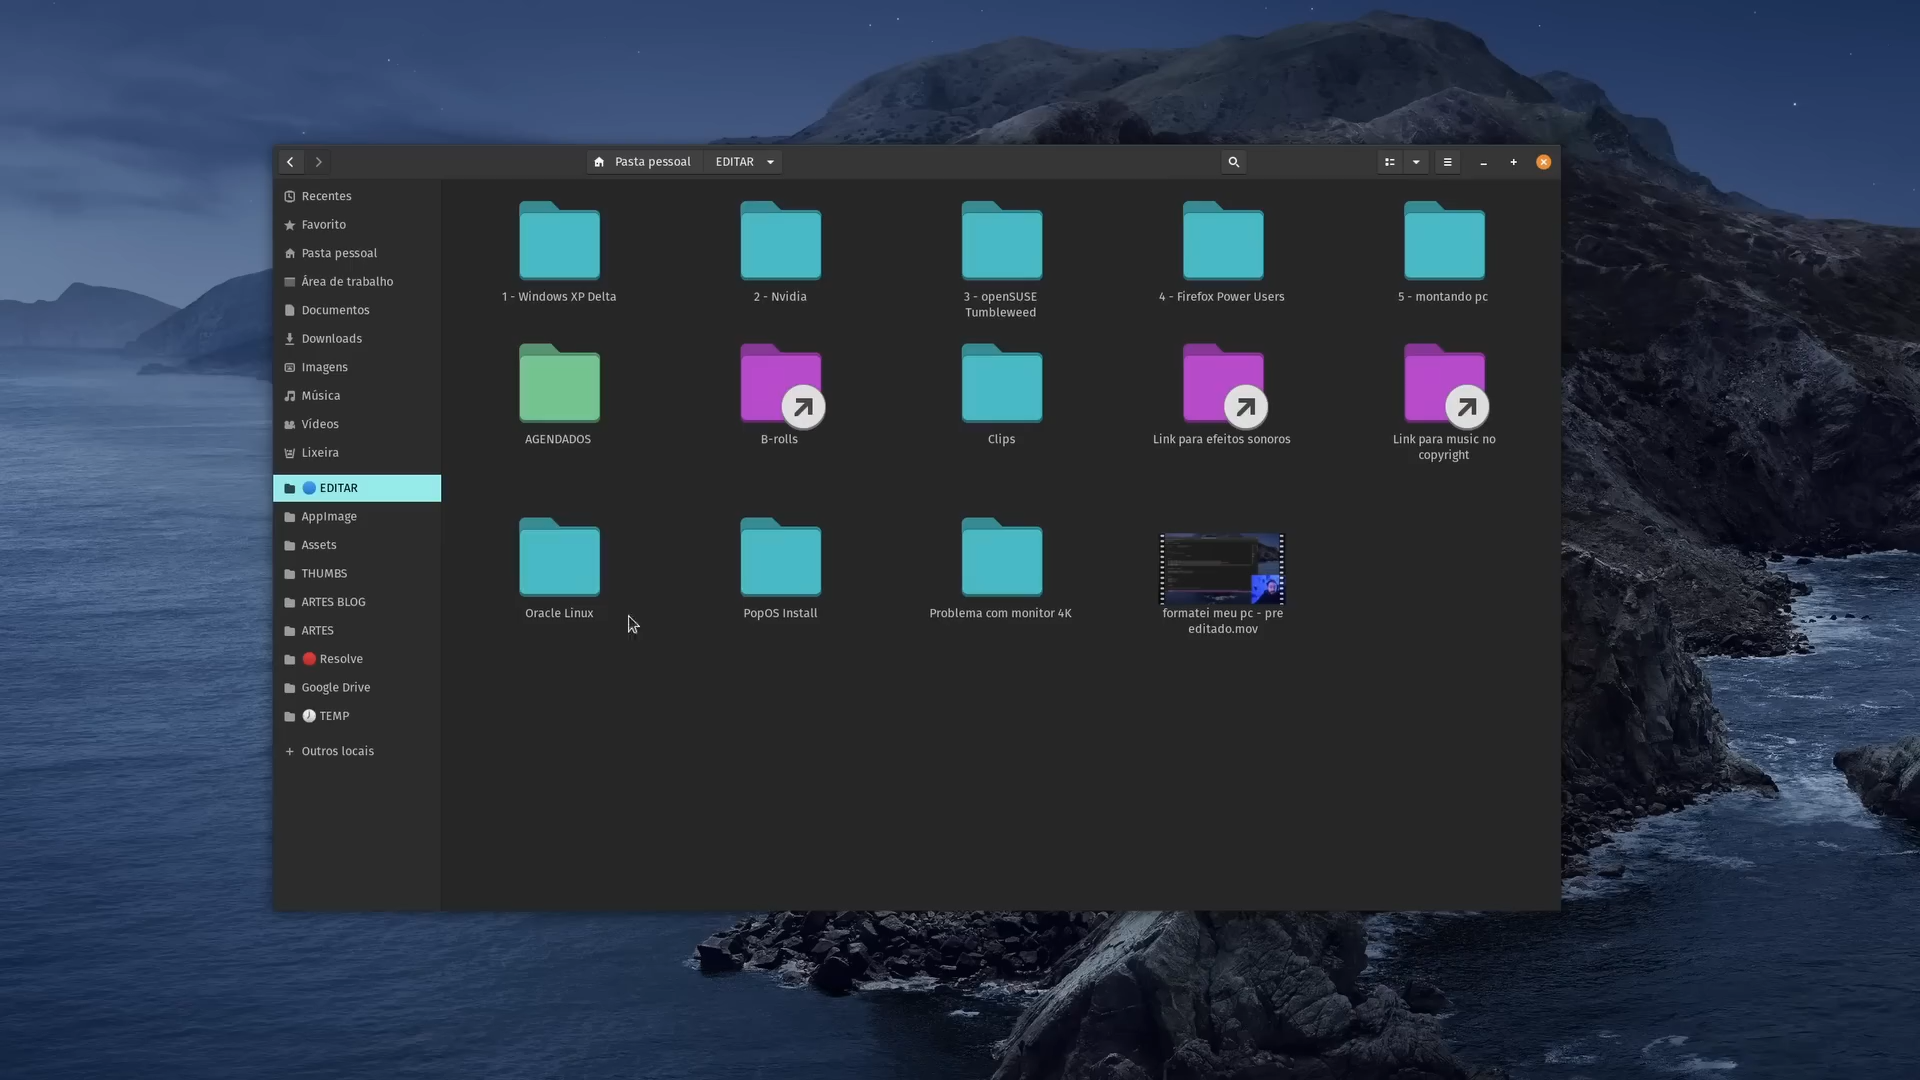 Pasta pessoal EDITAR
Recentes
Favorito
Pasta pessoal
Área de trabalho
Documentos
Downloads
Imagens
Música
Vídeos
Lixeira
EDITAR
AppImage
Assets
THUMBS
ARTES BLOG
ARTES
Resolve
Google Drive
TEMP
Outros locais
1 - Windows XP Delta
2 - Nvidia
3 - openSUSE
Tumbleweed
4 - Firefox Power Users
5 - montando pc
AGENDADOS
B-rolls
Clips
Link para efeitos sonoros
Link para music no
copyright
Oracle Linux
PopOS Install
Problema com monitor 4K
formatei meu pc - pre
editado.mov